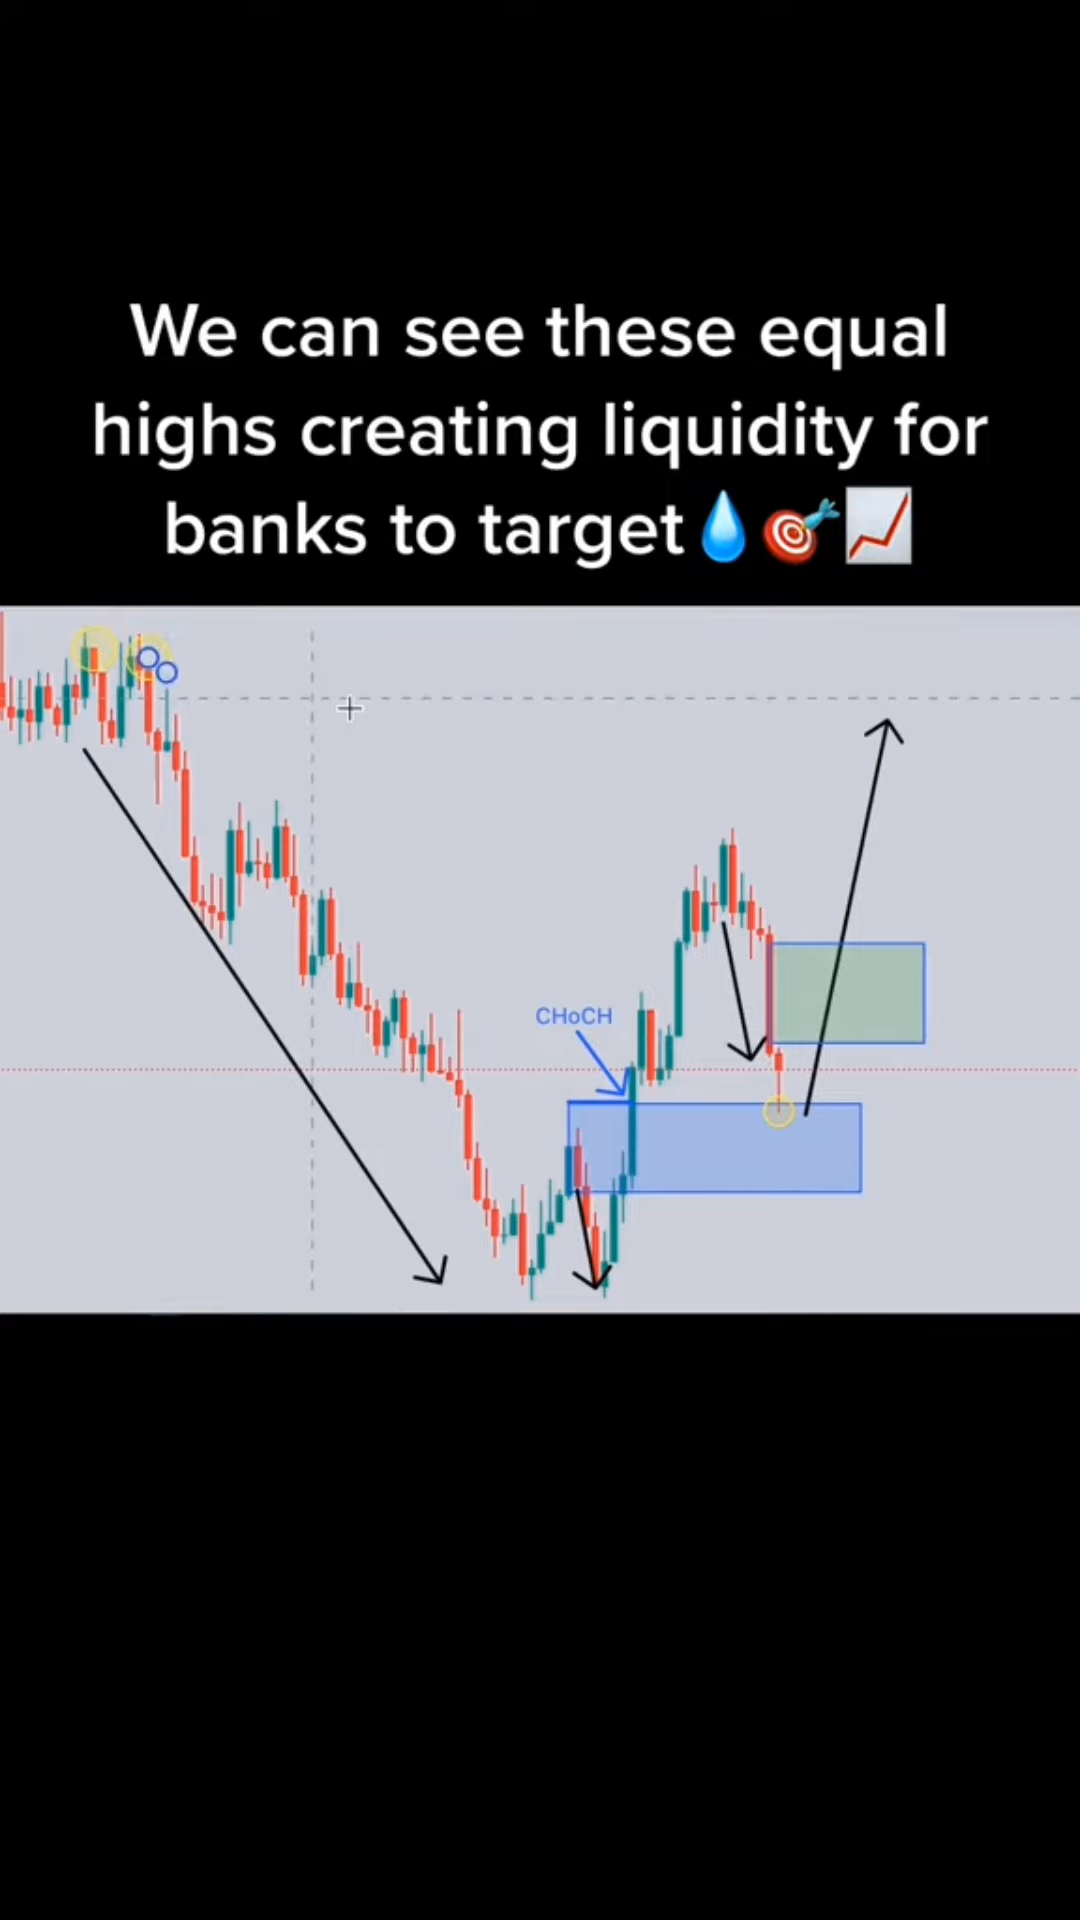 We can see these equal
highs creating liquidity for
banks to target💧🎯📈
CHoCH